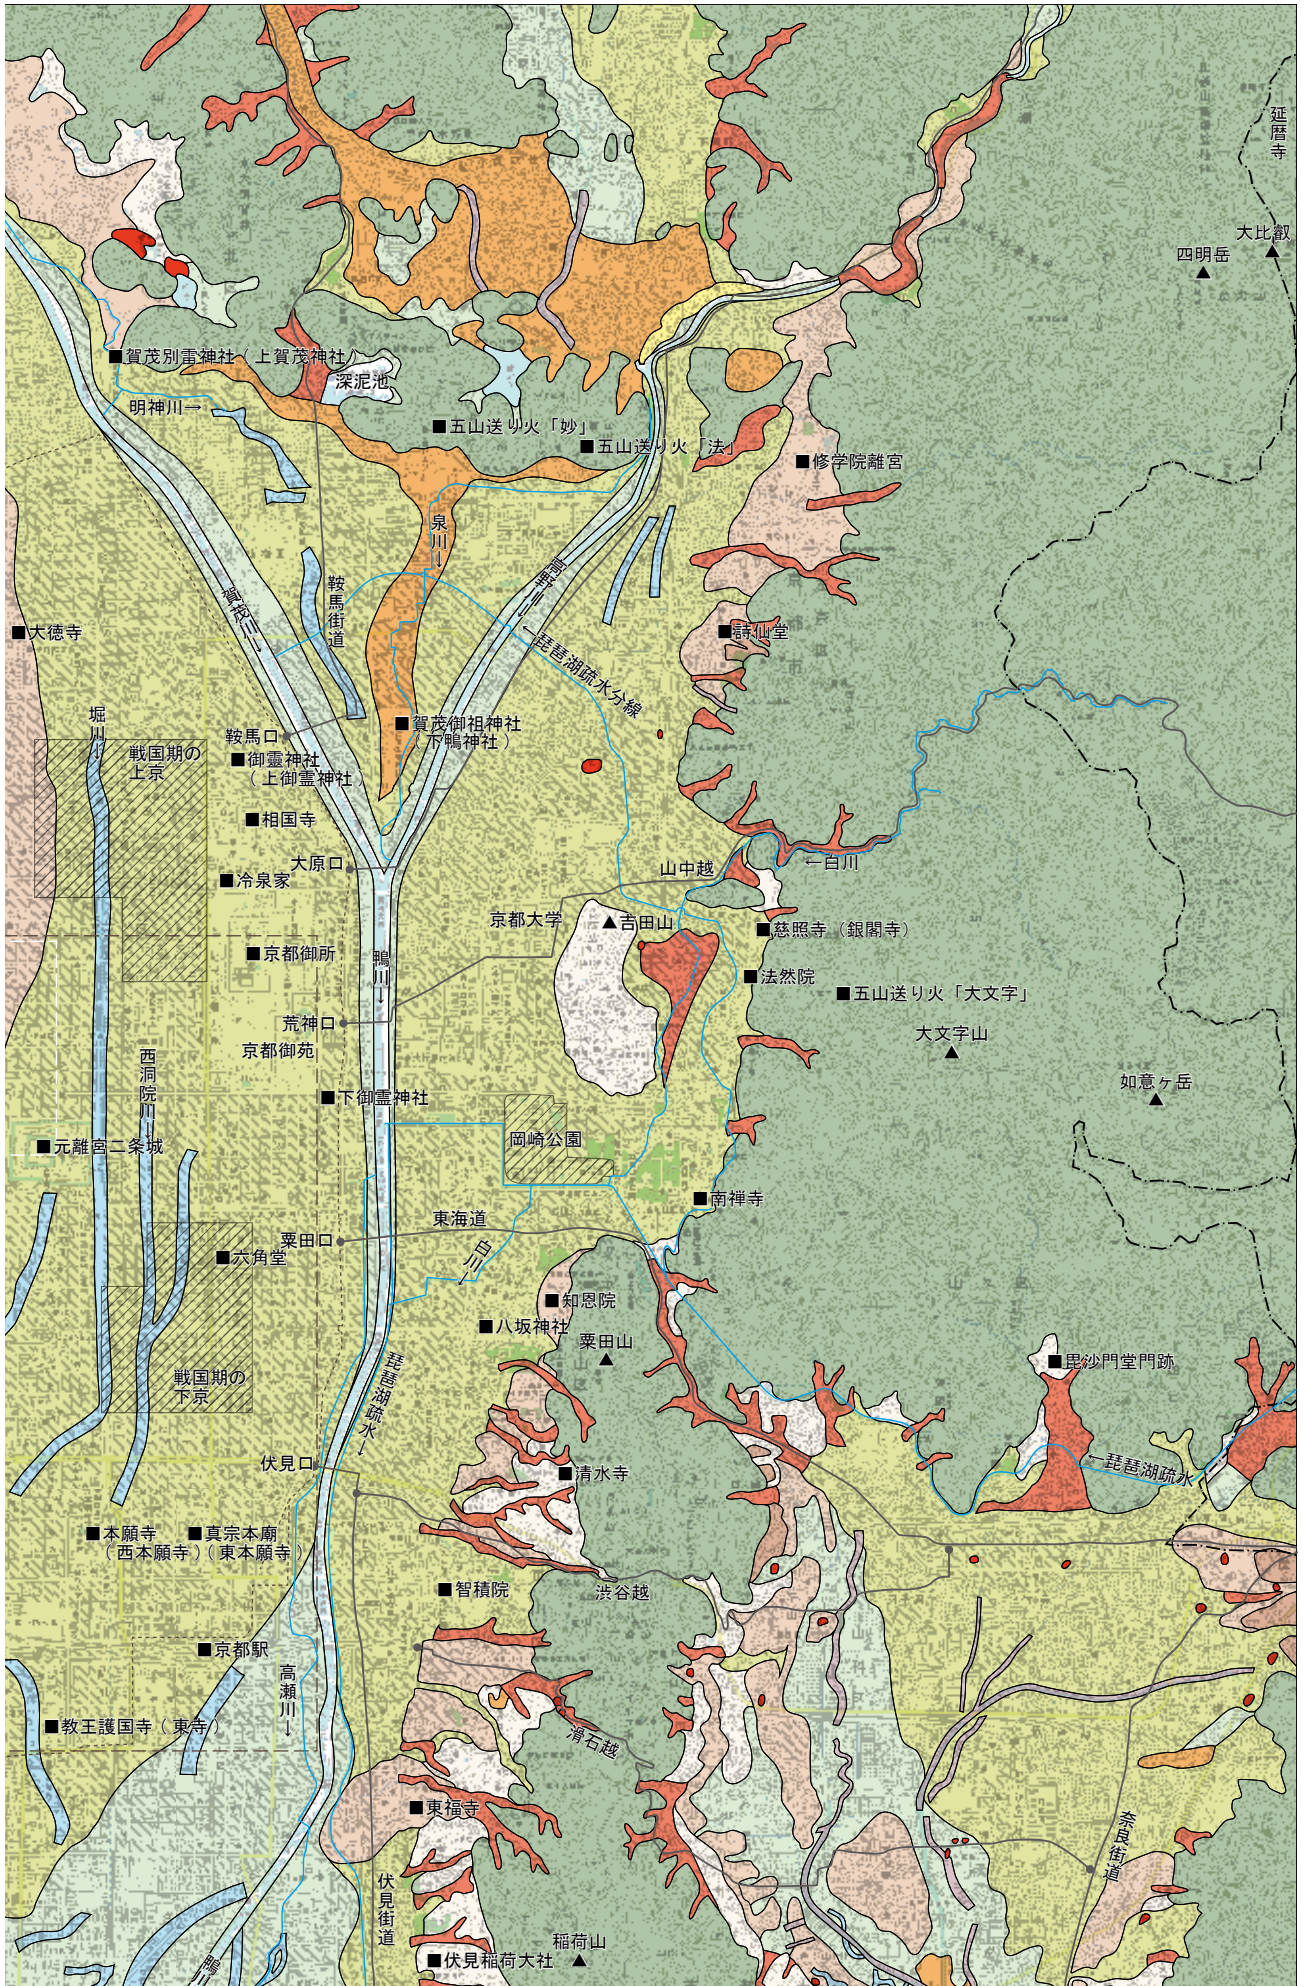 延暦寺
大比叡
四明岳
賀茂別雷神社（上賀茂神社）
深泥池
明神川→
五山送り火「妙」
五山送り火「法」
修学院離宮
泉川→
高野川→
鞍馬街道
賀茂川→
大徳寺
詩仙堂
←琵琶湖疏水分線
堀川→
鞍馬口
賀茂御祖神社
（下鴨神社）
戦国期の
上京
御靈神社
（上御霊神社）
相国寺
大原口
山中越
←白川
冷泉家
京都大学
吉田山
慈照寺（銀閣寺）
京都御所
鴨川→
法然院
五山送り火「大文字」
荒神口
大文字山
京都御苑
西洞院川→
如意ヶ岳
下御霊神社
元離宮二条城
岡崎公園
南禅寺
東海道
粟田口
六角堂
白川→
知恩院
八坂神社
粟田山
琵琶湖疏水→
毘沙門堂門跡
戦国期の
下京
伏見口
清水寺
←琵琶湖疏水
本願寺
（西本願寺）
真宗本廟
（東本願寺）
智積院
渋谷越
京都駅
高瀬川→
教王護国寺（東寺）
滑石越
東福寺
奈良街道
伏見街道
稲荷山
伏見稲荷大社
鴨川